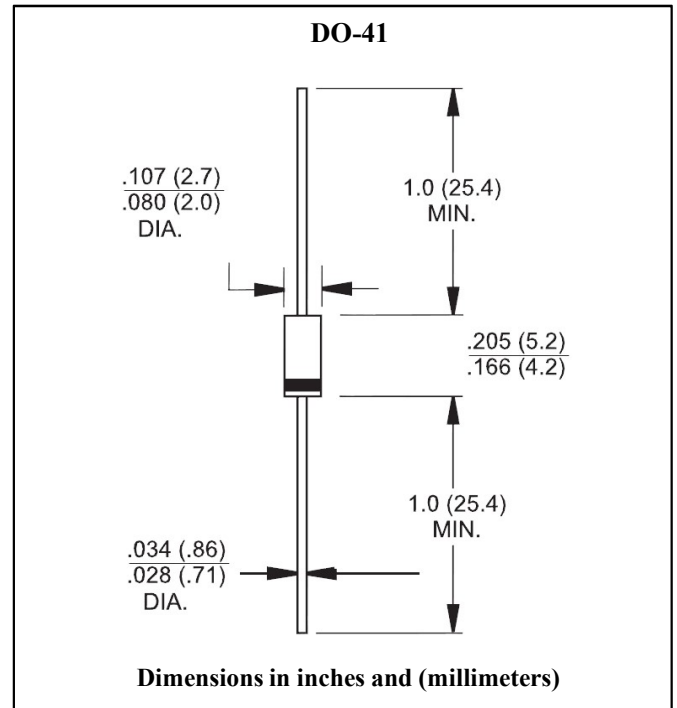 DO-41
.107 (2.7)
.080 (2.0)
DIA.
1.0 (25.4)
MIN.
.205 (5.2)
.166 (4.2)
1.0 (25.4)
MIN.
.034 (.86)
.028 (.71)
DIA.
Dimensions in inches and (millimeters)